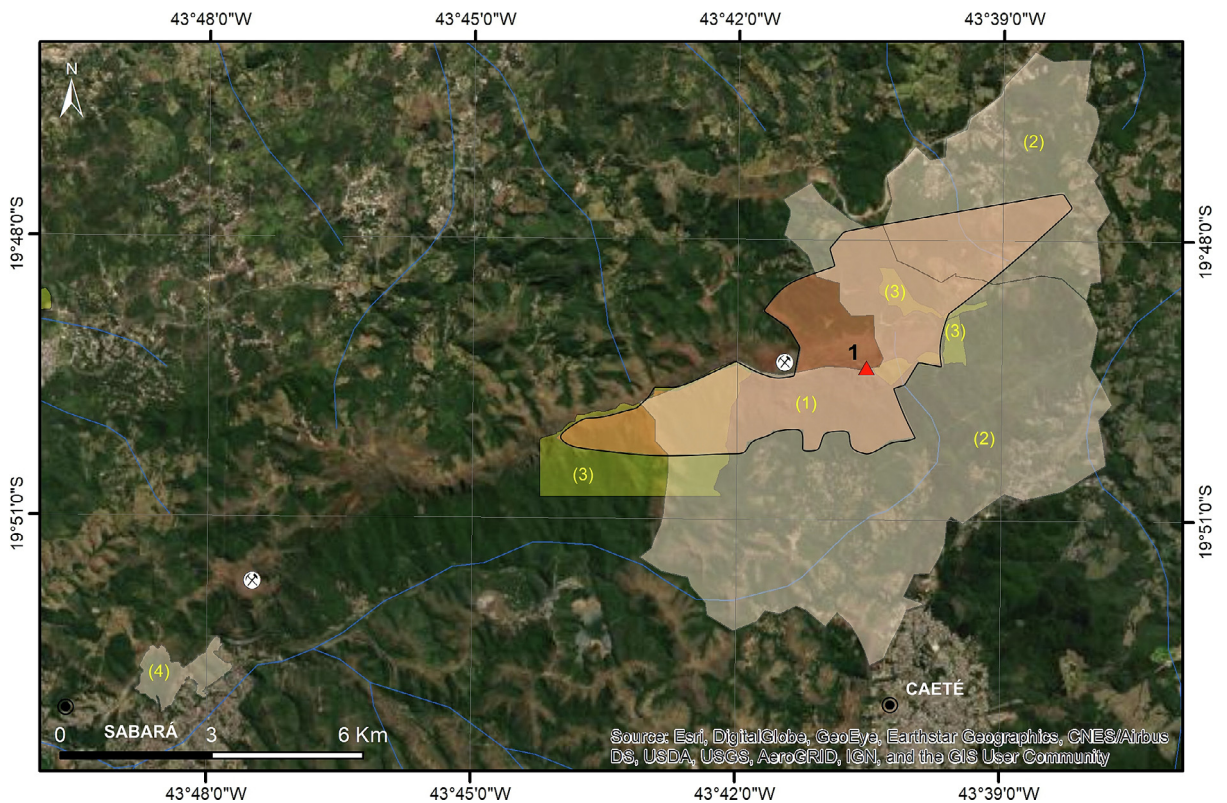 43°48'0"W 43°45'0"W 43°42'0"W 43°39'0"W
N
(2)
19°48'0"S 19°48'0"S
(3)
(3)
1
(1)
(2)
(3)
19°51'0"S 19°51'0"S
(4)
CAETÉ
SABARÁ
0 3 6 Km
Source: Esri, DigitalGlobe, GeoEye, Earthstar Geographics, CNES/Airbus
DS, USDA, USGS, AeroGRID, IGN, and the GIS User Community
43°48'0"W 43°45'0"W 43°42'0"W 43°39'0"W